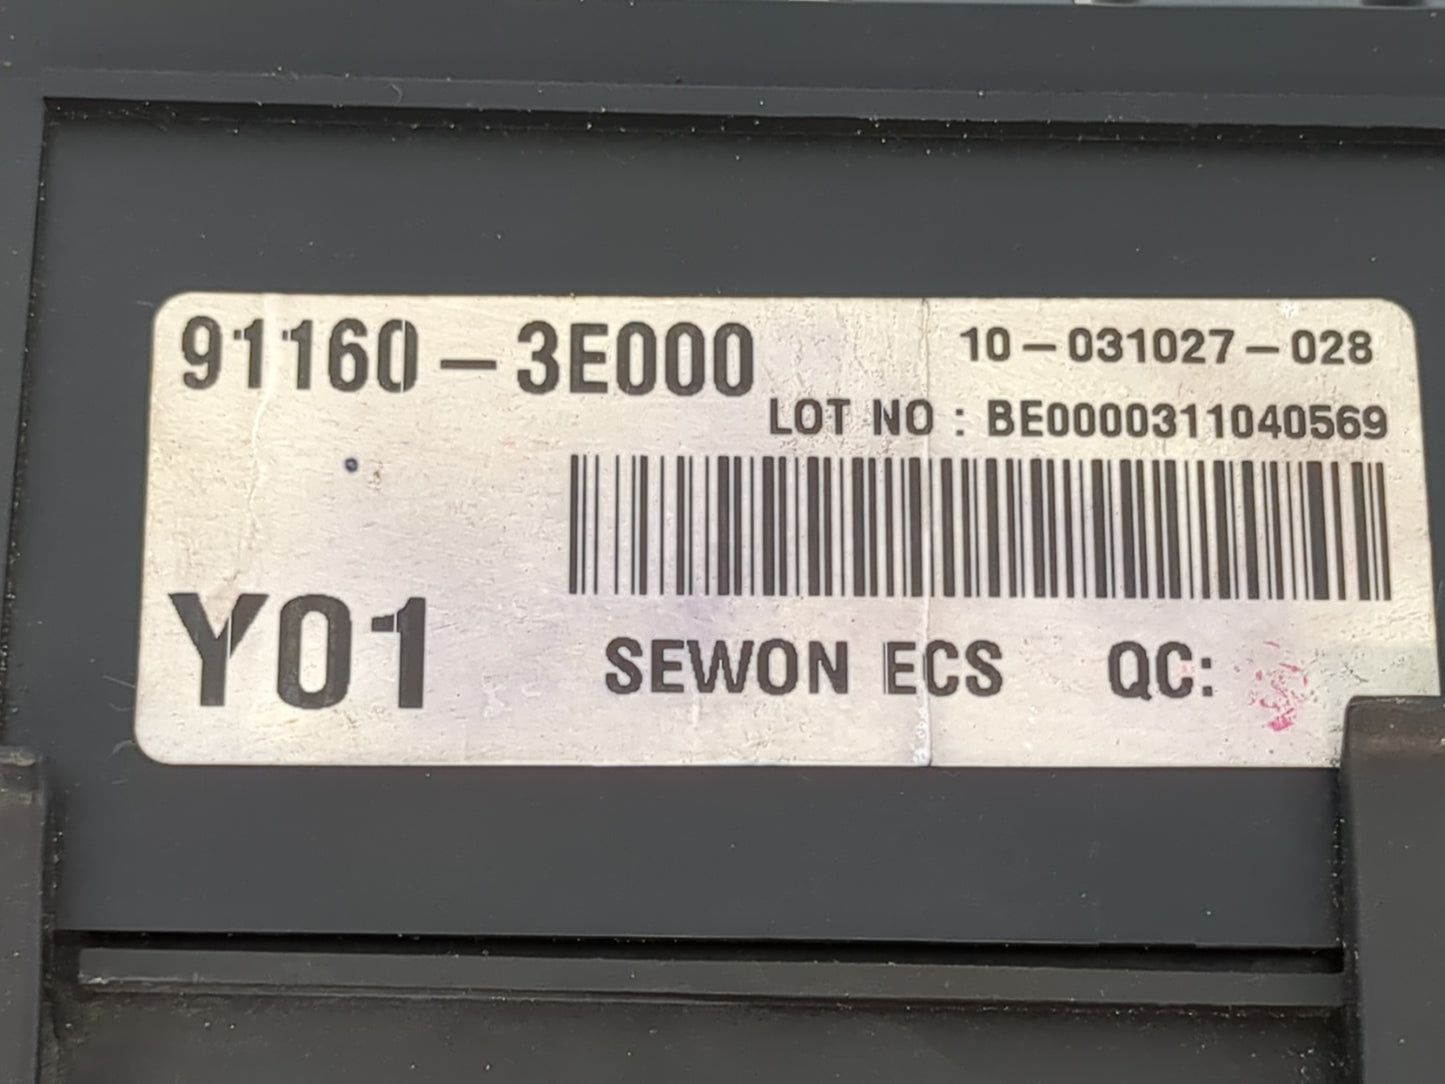 91160-3E000
10-031027-028
LOT NO : BE0000311040569
Y01
SEWON ECS QC: